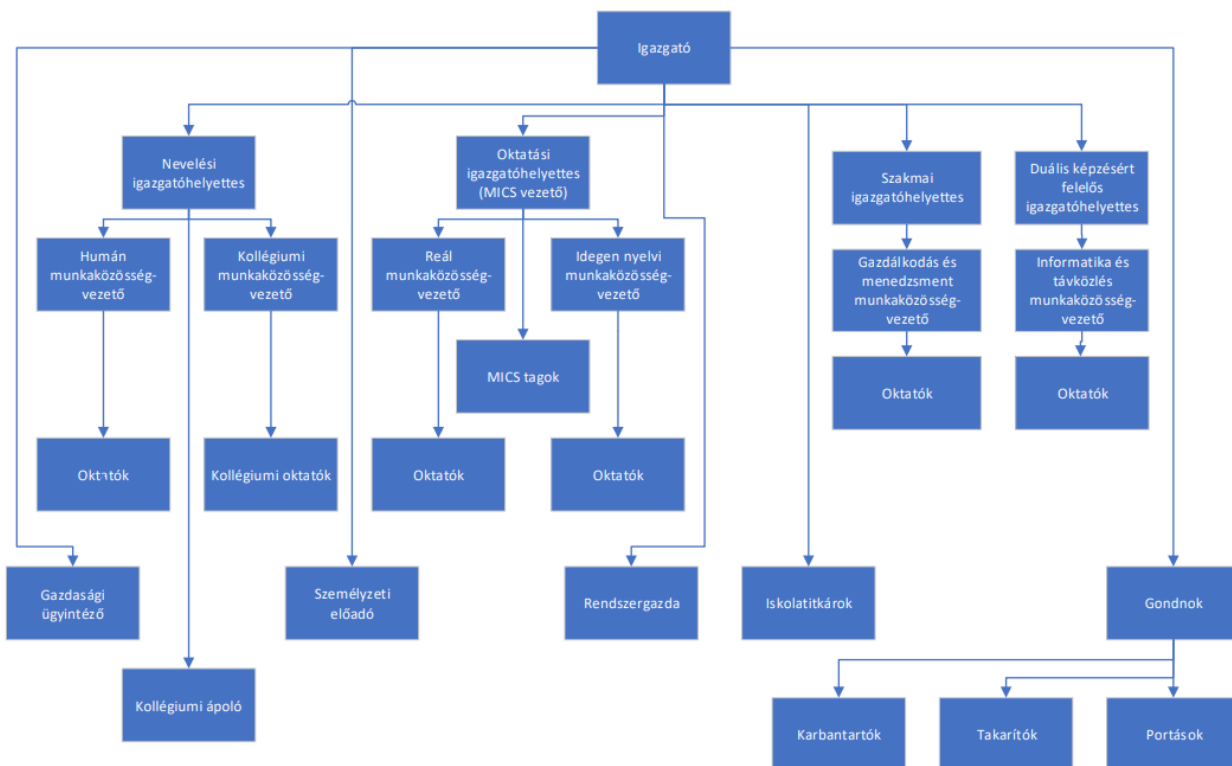 Igazgató
Nevelési
igazgatóhelyettes
Oktatási
igazgatóhelyettes
(MICS vezető)
Szakmai
igazgatóhelyettes
Duális képzésért
felelős
igazgatóhelyettes
Humán
munkaközösség-
vezető
Kollégiumi
munkaközösség-
vezető
Reál
munkaközösség-
vezető
Idegen nyelvi
munkaközösség-
vezető
Gazdálkodás és
menedzsment
munkaközösség-
vezető
Informatika és
távközlés
munkaközösség-
vezető
MICS tagok
Oktatók
Oktatók
Oktatók
Kollégiumi oktatók
Oktatók
Oktatók
Gazdasági
ügyintéző
Személyzeti
előadó
Rendszergazda
Iskolatitkárok
Gondnok
Kollégiumi ápoló
Karbantartók
Takarítók
Portások